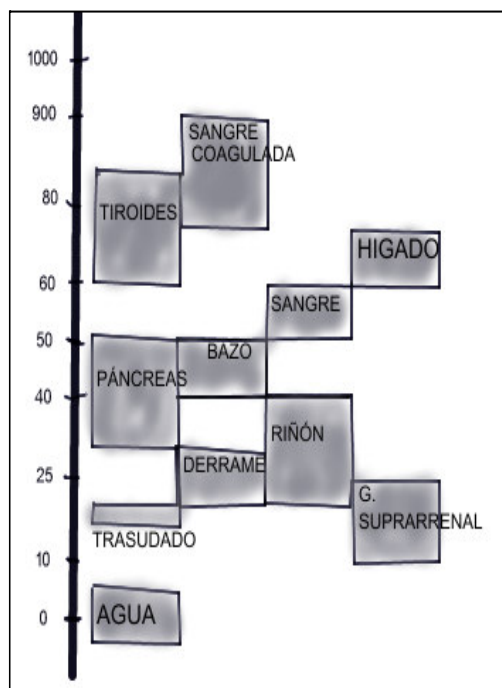 1000
900
80
60
50
40
25
10
0
SANGRE
COAGULADA
TIROIDES
HIGADO
SANGRE
BAZO
PÁNCREAS
RIÑÓN
DERRAME
G.
SUPRARRENAL
TRASUDADO
AGUA